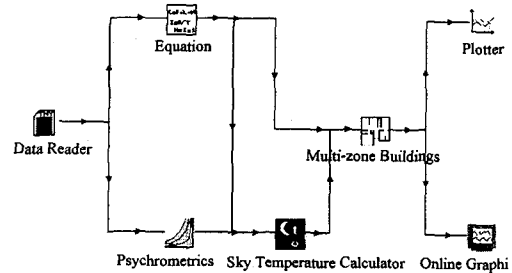 Equation
Plotter
Data Reader
Multi-zone Buildings
Psychrometrics
Sky Temperature Calculator
Online Graphi